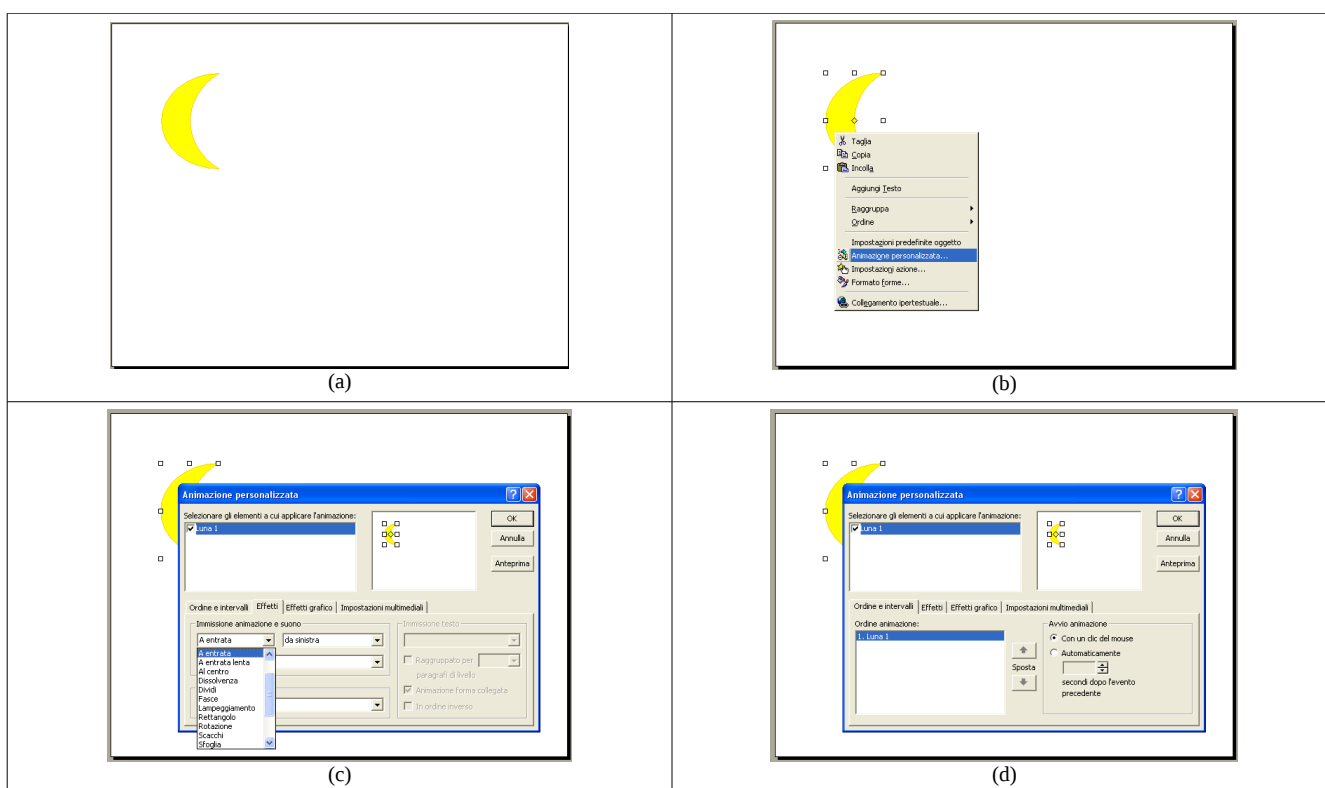 (a)
Taglia
Copia
Incolla
Aggiungi Testo
Raggruppa
Ordine
Impostazioni predefinite oggetto
Animazione personalizzata...
Impostazioni azione...
Formato forme...
Collegamento ipertestuale...
(b)
Animazione personalizzata
Selezionare gli elementi a cui applicare l'animazione:
Luna 1
OK
Annulla
Anteprima
Ordine e intervalli Effetti Effetti grafico Impostazioni multimediali
Immissione animazione e suono
Immissione testo
A entrata da sinistra
A entrata
A entrata lenta
Al centro
Dissolvenza
Dividi
Fasce
Lampeggiamento
Rettangolo
Rotazione
Scacchi
Sfoglia
Raggruppato per
paragrafi di livello
Animazione forma collegata
In ordine inverso
(c)
Animazione personalizzata
Selezionare gli elementi a cui applicare l'animazione:
Luna 1
OK
Annulla
Anteprima
Ordine e intervalli Effetti Effetti grafico Impostazioni multimediali
Ordine animazione:
1. Luna 1
Sposta
Avvio animazione
Con un clic del mouse
Automaticamente
secondi dopo l'evento
precedente
(d)